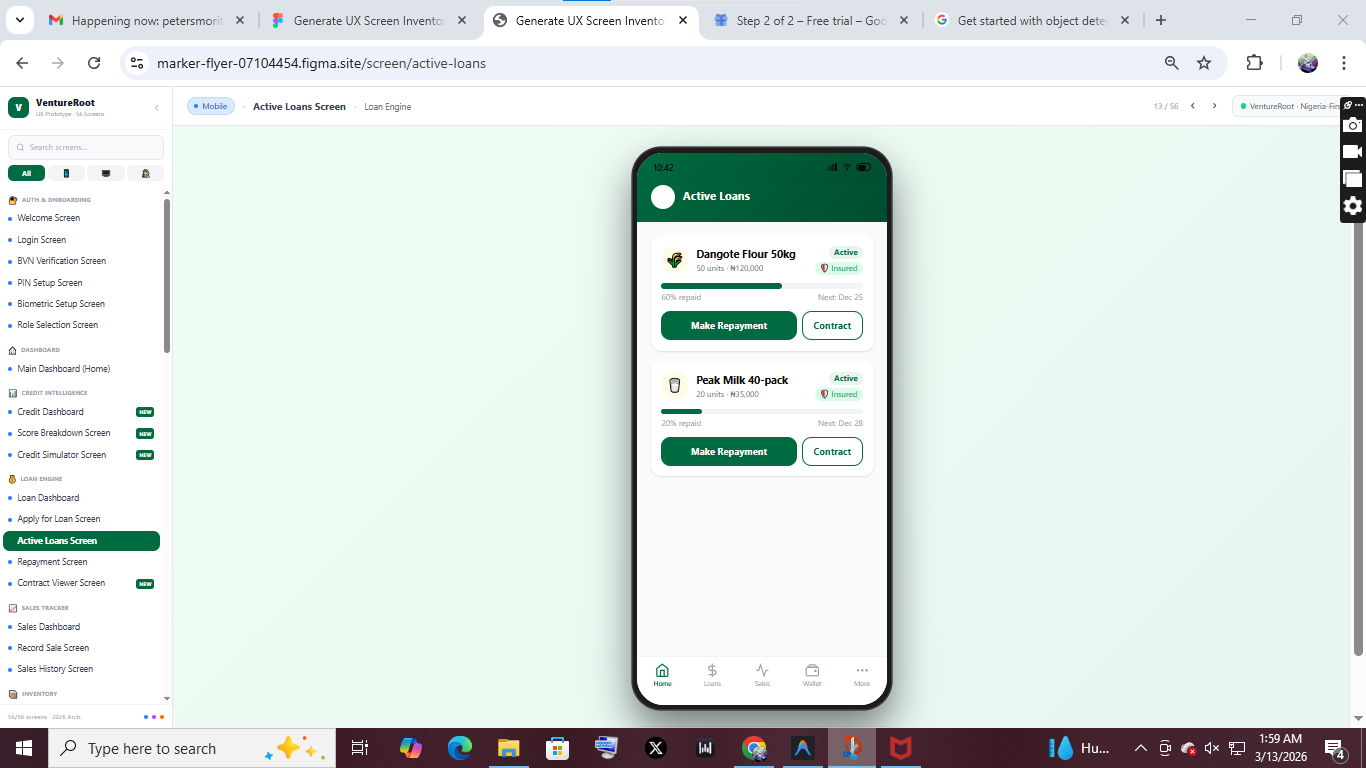 Happening now: petersmorit
Generate UX Screen Invento
Generate UX Screen Invento
Step 2 of 2 – Free trial – Goo
Get started with object dete
marker-flyer-07104454.figma.site/screen/active-loans
V
VentureRoot
UX Prototype · 56 Screens
Search screens...
All
AUTH & ONBOARDING
Welcome Screen
Login Screen
BVN Verification Screen
PIN Setup Screen
Biometric Setup Screen
Role Selection Screen
DASHBOARD
Main Dashboard (Home)
CREDIT INTELLIGENCE
Credit Dashboard NEW
Score Breakdown Screen NEW
Credit Simulator Screen NEW
LOAN ENGINE
Loan Dashboard
Apply for Loan Screen
Active Loans Screen
Repayment Screen
Contract Viewer Screen NEW
SALES TRACKER
Sales Dashboard
Record Sale Screen
Sales History Screen
INVENTORY
56/56 screens · 2026 Arch.
Mobile · Active Loans Screen · Loan Engine
13 / 56
VentureRoot · Nigeria-Firs
10:42
Active Loans
Dangote Flour 50kg
Active
50 units · ₦120,000
Insured
60% repaid
Next: Dec 25
Make Repayment
Contract
Peak Milk 40-pack
Active
20 units · ₦35,000
Insured
20% repaid
Next: Dec 28
Make Repayment
Contract
Home
Loans
Sales
Wallet
More
Type here to search
Hu...
1:59 AM
3/13/2026
4